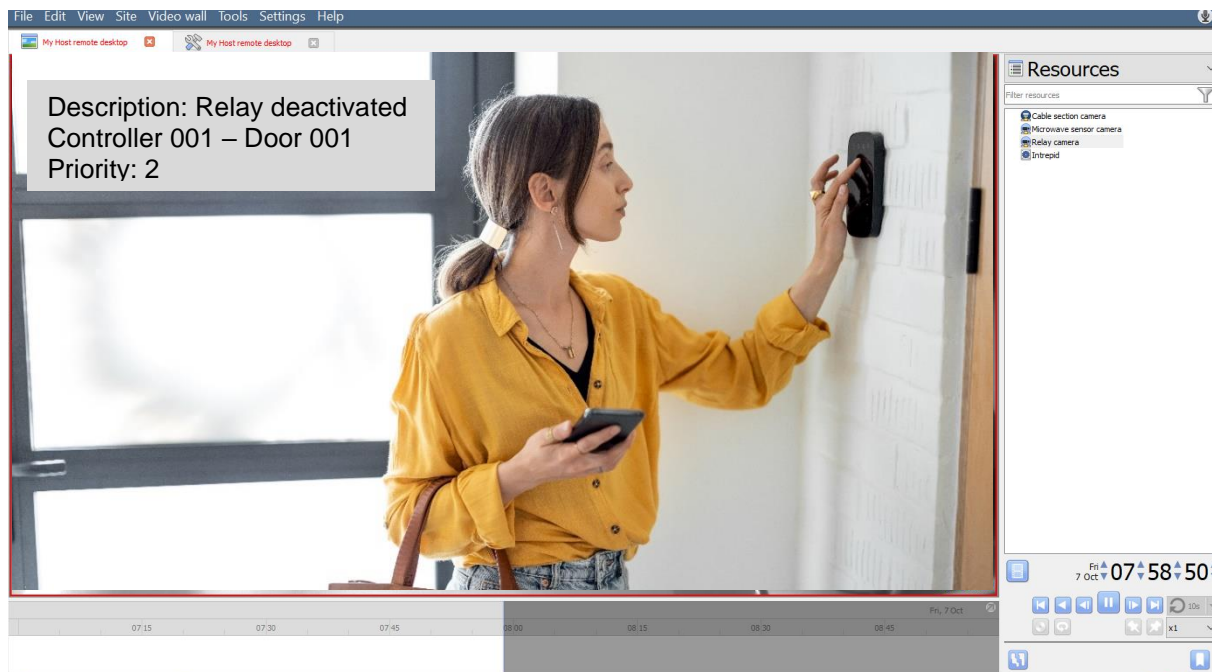 File Edit View Site Video wall Tools Settings Help
My Host remote desktop My Host remote desktop
Description: Relay deactivated
Controller 001 – Door 001
Priority: 2
Resources
Filter resources
Cable section camera
Microwave sensor camera
Relay camera
Intrepid
Fri
7 Oct 07 58 50
10s
x1
Fri, 7 Oct
07:15 07:30 07:45 08:00 08:15 08:30 08:45